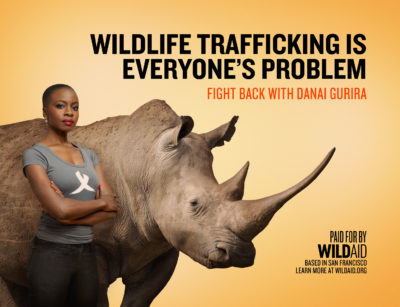 WILDLIFE TRAFFICKING IS
EVERYONE'S PROBLEM
FIGHT BACK WITH DANAI GURIRA
PAID FOR BY
WILDAID
BASED IN SAN FRANCISCO
LEARN MORE AT WILDAID.ORG